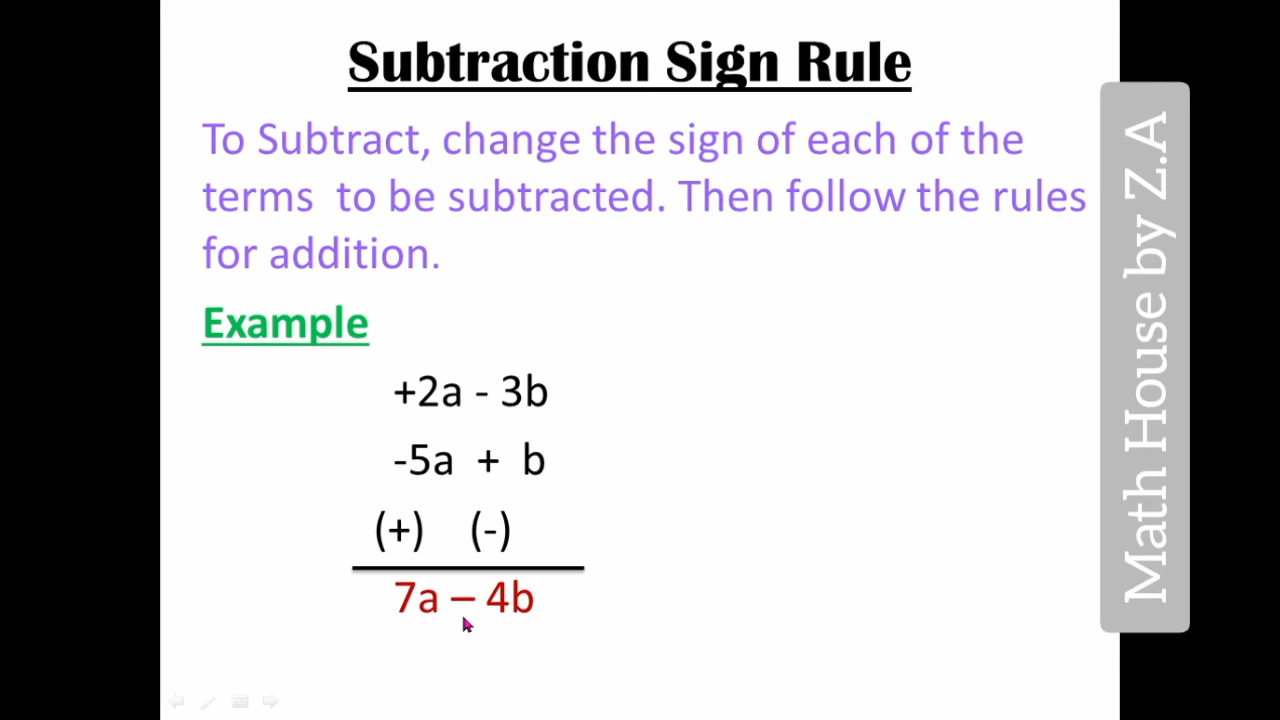 Subtraction Sign Rule
To Subtract, change the sign of each of the
terms to be subtracted. Then follow the rules
for addition.
Example
+2a - 3b
-5a + b
(+) (-)
7a – 4b
Math House by Z.A